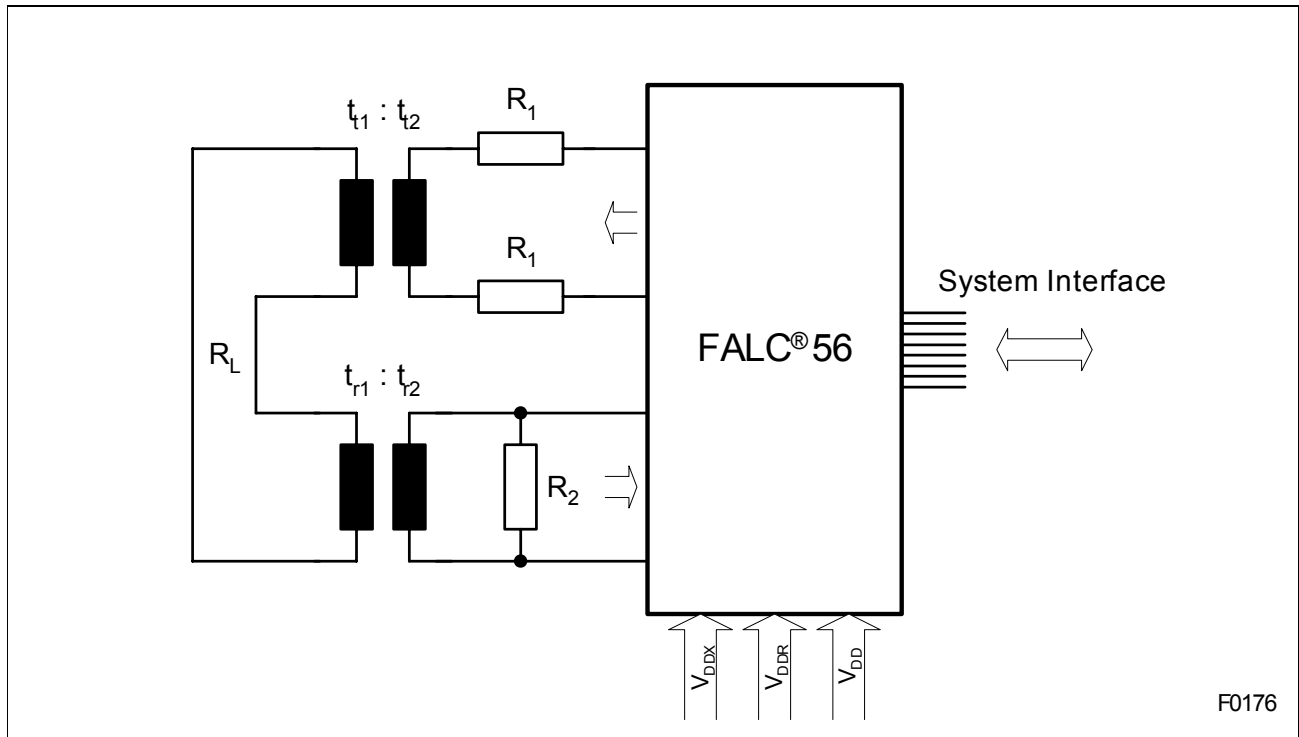 t_t1 : t_t2
R_1
R_1
System Interface
FALC® 56
R_L
t_r1 : t_r2
R_2
V_DDX
V_DDR
V_DD
F0176